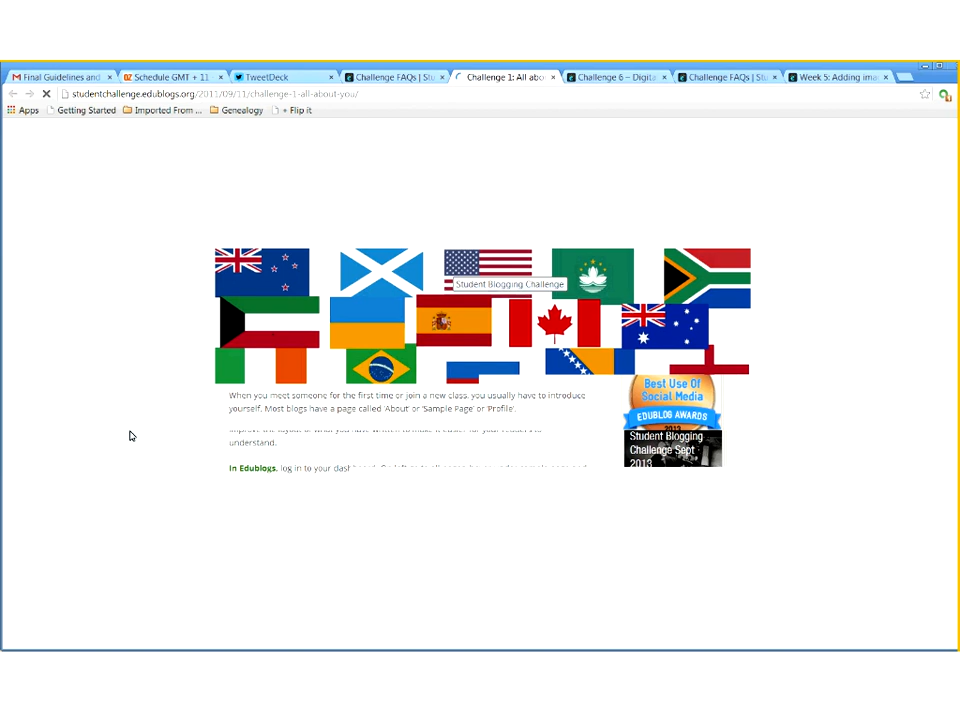 Final Guidelines and
Schedule GMT + 11
TweetDeck
Challenge FAQs | Stu
Challenge 1: All abo
Challenge 6 – Digita
Challenge FAQs | Stu
Week 5: Adding ima
studentchallenge.edublogs.org/2011/09/11/challenge-1-all-about-you/
Apps
Getting Started
Imported From ...
Genealogy
+ Flip it
Student Blogging Challenge
When you meet someone for the first time or join a new class, you usually have to introduce
yourself. Most blogs have a page called 'About' or 'Sample Page' or 'Profile'.
understand.
In Edublogs, log in to your dash
Best Use Of
Social Media
EDUBLOG AWARDS
2013
Student Blogging
Challenge Sept
2013